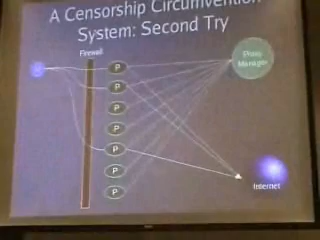 A Censorship Circumvention
System: Second Try
Firewall
Proxy
Manager
P
P
P
P
P
P
P
Internet